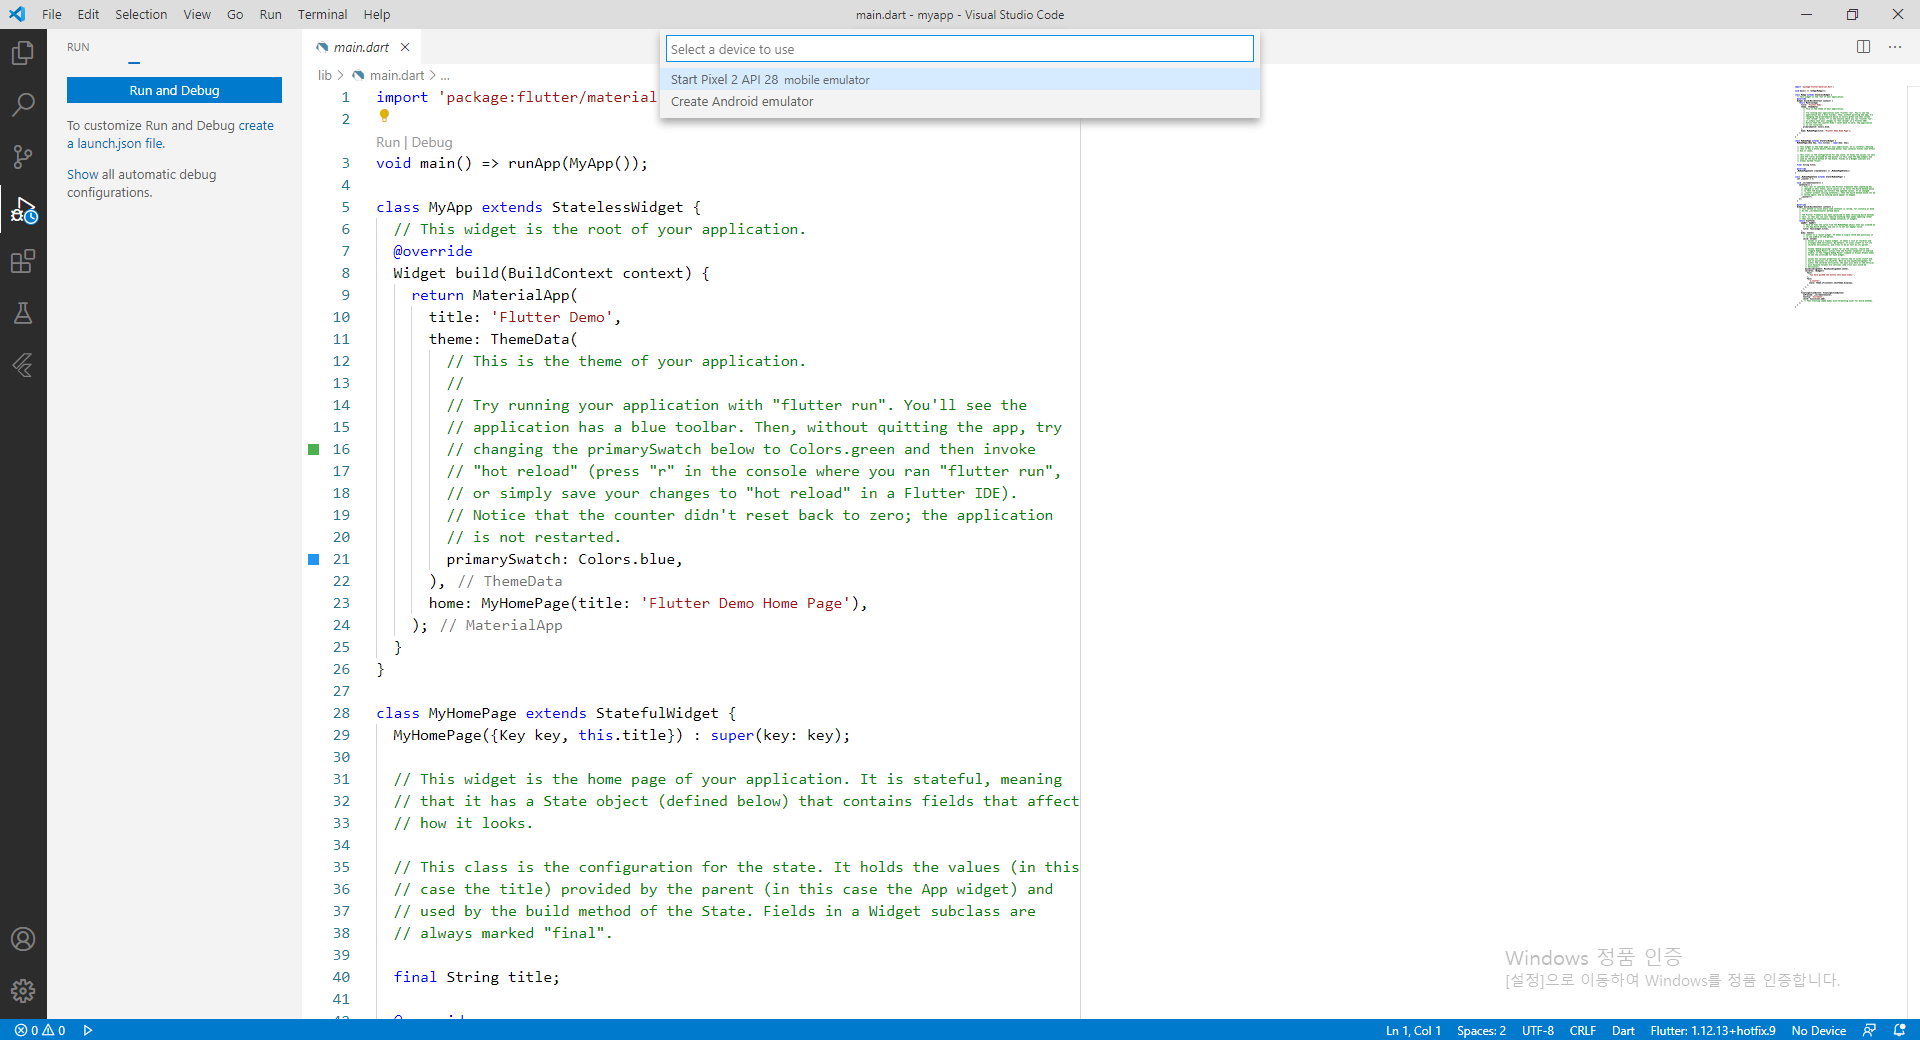 File Edit Selection View Go Run Terminal Help
main.dart - myapp - Visual Studio Code
RUN
Run and Debug
To customize Run and Debug create
a launch.json file.
Show all automatic debug
configurations.
main.dart
Select a device to use
Start Pixel 2 API 28 mobile emulator
Create Android emulator
lib > main.dart > ...
1 import 'package:flutter/material
2
Run | Debug
3 void main() => runApp(MyApp());
4
5 class MyApp extends StatelessWidget {
6 // This widget is the root of your application.
7 @override
8 Widget build(BuildContext context) {
9 return MaterialApp(
10 title: 'Flutter Demo',
11 theme: ThemeData(
12 // This is the theme of your application.
13 //
14 // Try running your application with "flutter run". You'll see the
15 // application has a blue toolbar. Then, without quitting the app, try
16 // changing the primarySwatch below to Colors.green and then invoke
17 // "hot reload" (press "r" in the console where you ran "flutter run",
18 // or simply save your changes to "hot reload" in a Flutter IDE).
19 // Notice that the counter didn't reset back to zero; the application
20 // is not restarted.
21 primarySwatch: Colors.blue,
22 ), // ThemeData
23 home: MyHomePage(title: 'Flutter Demo Home Page'),
24 ); // MaterialApp
25 }
26 }
27
28 class MyHomePage extends StatefulWidget {
29 MyHomePage({Key key, this.title}) : super(key: key);
30
31 // This widget is the home page of your application. It is stateful, meaning
32 // that it has a State object (defined below) that contains fields that affect
33 // how it looks.
34
35 // This class is the configuration for the state. It holds the values (in this
36 // case the title) provided by the parent (in this case the App widget) and
37 // used by the build method of the State. Fields in a Widget subclass are
38 // always marked "final".
39
40 final String title;
41
Windows 정품 인증
[설정]으로 이동하여 Windows를 정품 인증합니다.
0 0
Ln 1, Col 1 Spaces: 2 UTF-8 CRLF Dart Flutter: 1.12.13+hotfix.9 No Device